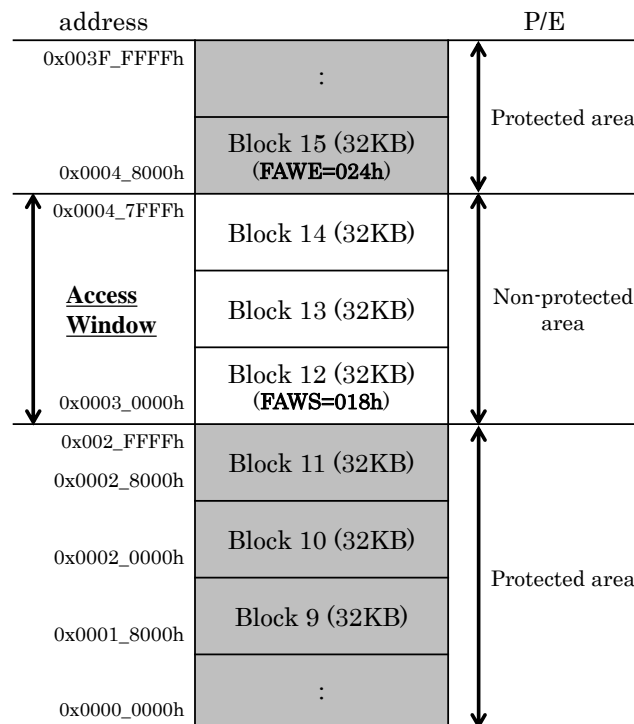 address P/E
0x003F_FFFFh
:
Protected area
Block 15 (32KB)
(FAWE=024h)
0x0004_8000h
0x0004_7FFFh
Block 14 (32KB)
Access
Window
Block 13 (32KB)
Non-protected
area
Block 12 (32KB)
(FAWS=018h)
0x0003_0000h
0x002_FFFFh
Block 11 (32KB)
0x0002_8000h
Block 10 (32KB)
0x0002_0000h
Protected area
Block 9 (32KB)
0x0001_8000h
:
0x0000_0000h